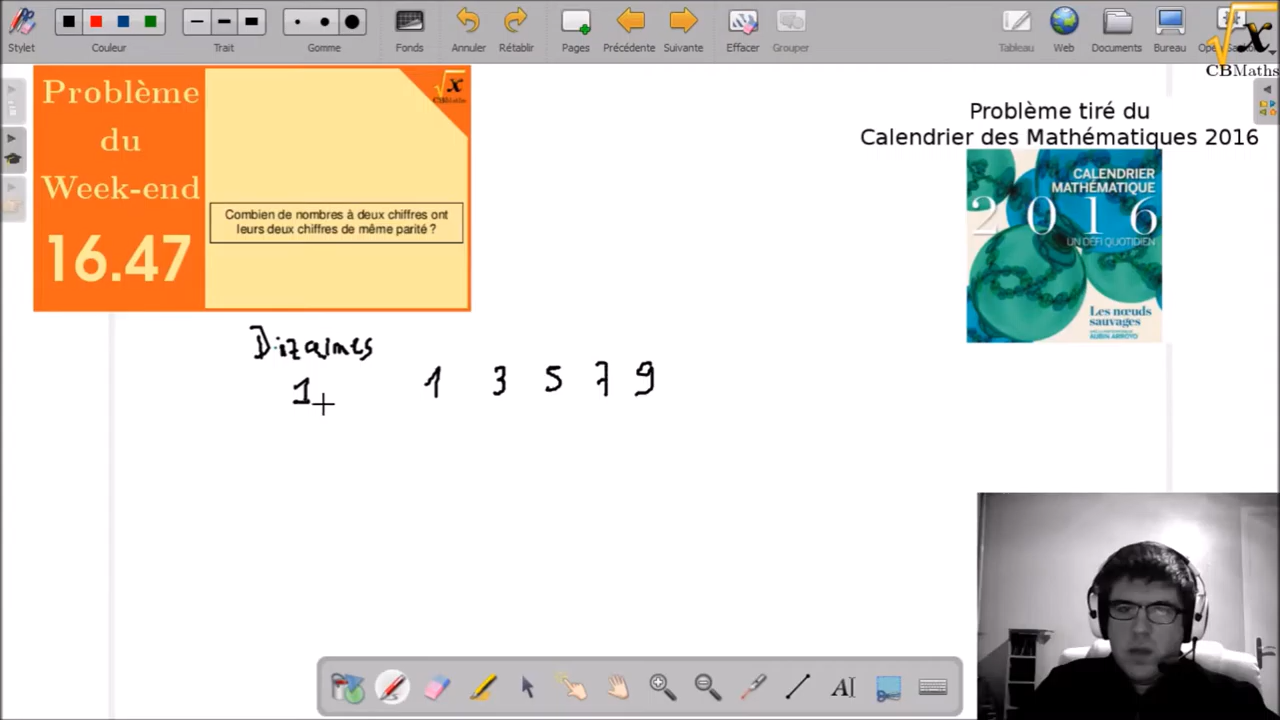 Stylet
Couleur
Trait
Gomme
Fonds
Annuler
Rétablir
Pages
Précédente
Suivante
Effacer
Grouper
Tableau
Web
Documents
Bureau
CBMaths
Problème
du
Week-end
16.47
CBMaths
Combien de nombres à deux chiffres ont
leurs deux chiffres de même parité ?
Problème tiré du
Calendrier des Mathématiques 2016
CALENDRIER
MATHÉMATIQUE
2016
UN DÉFI QUOTIDIEN
Les nœuds
sauvages
Dizaines
1 1 3 5 7 9
AI